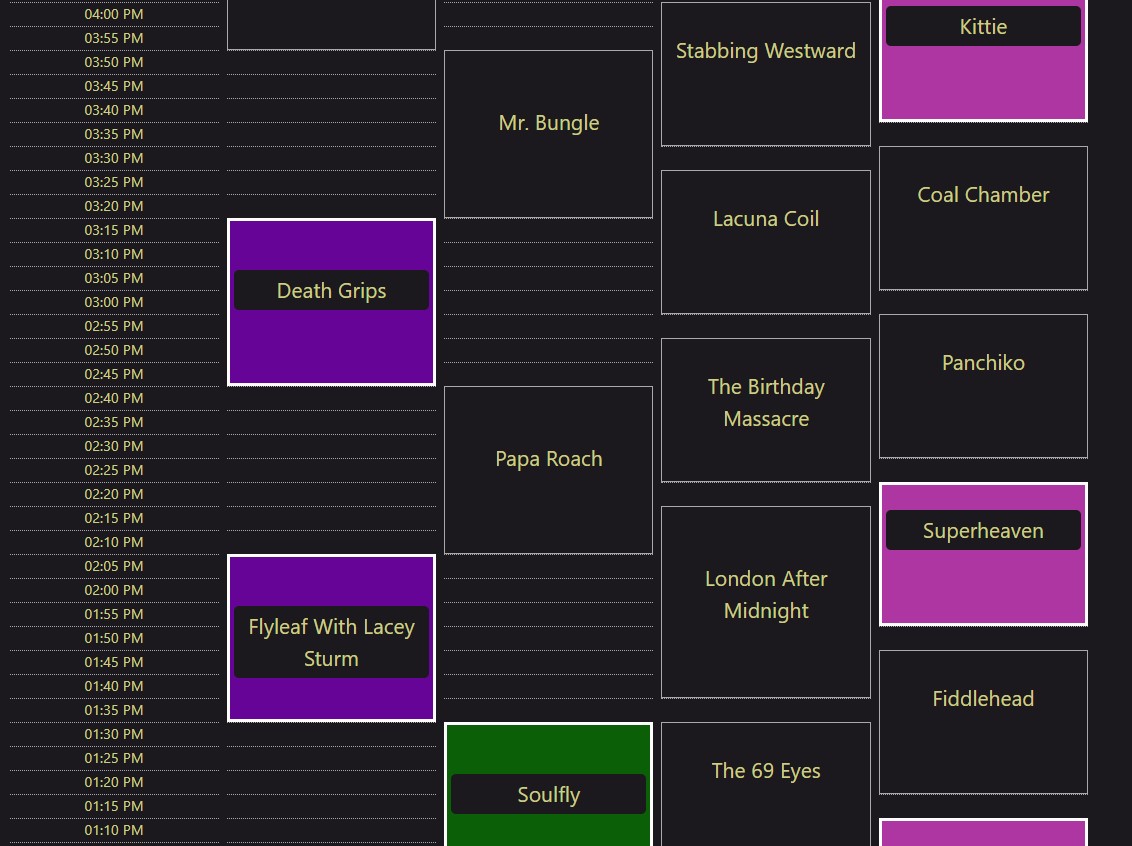 04:00 PM
03:55 PM
03:50 PM
03:45 PM
03:40 PM
03:35 PM
03:30 PM
03:25 PM
03:20 PM
03:15 PM
03:10 PM
03:05 PM
03:00 PM
02:55 PM
02:50 PM
02:45 PM
02:40 PM
02:35 PM
02:30 PM
02:25 PM
02:20 PM
02:15 PM
02:10 PM
02:05 PM
02:00 PM
01:55 PM
01:50 PM
01:45 PM
01:40 PM
01:35 PM
01:30 PM
01:25 PM
01:20 PM
01:15 PM
01:10 PM
Death Grips
Flyleaf With Lacey
Sturm
Mr. Bungle
Papa Roach
Soulfly
Stabbing Westward
Lacuna Coil
The Birthday
Massacre
London After
Midnight
The 69 Eyes
Kittie
Coal Chamber
Panchiko
Superheaven
Fiddlehead